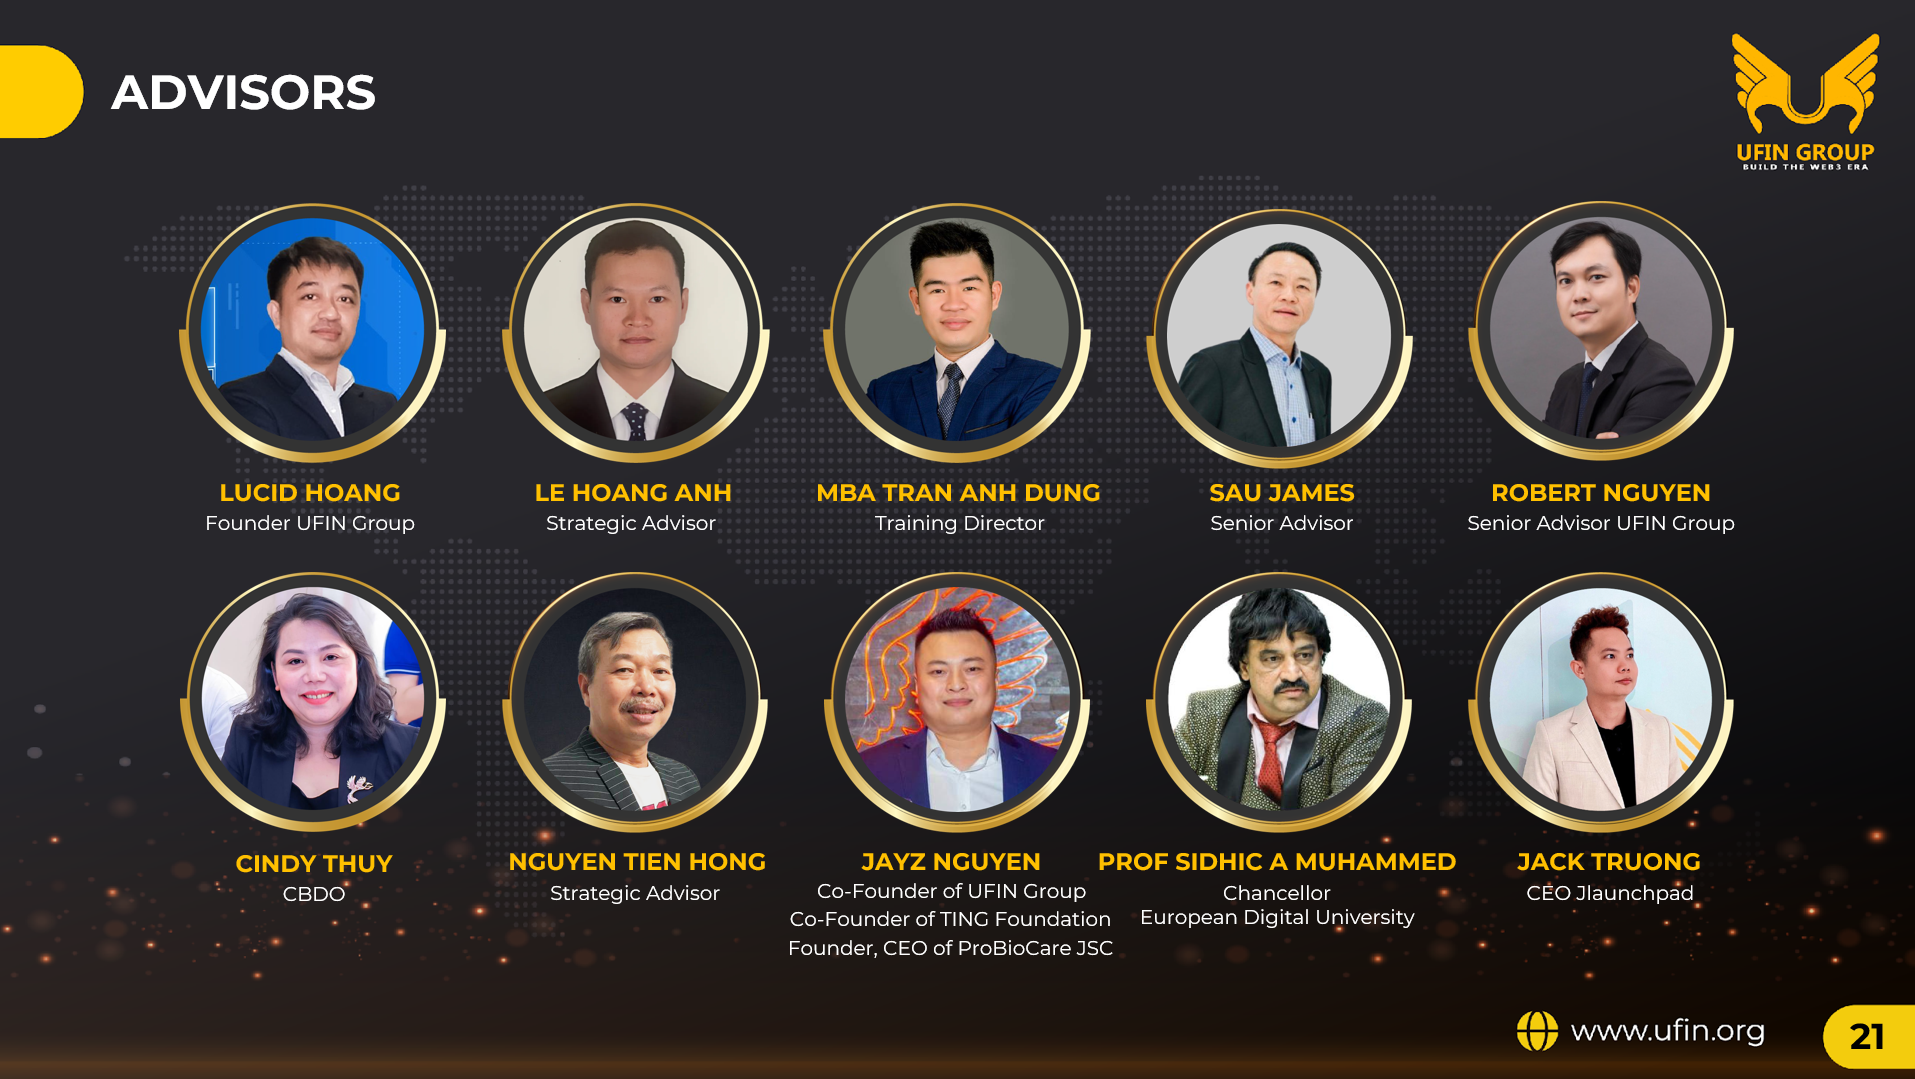 ADVISORS
UFIN GROUP
BUILD THE WEB3 ERA
LUCID HOANG
Founder UFIN Group
LE HOANG ANH
Strategic Advisor
MBA TRAN ANH DUNG
Training Director
SAU JAMES
Senior Advisor
ROBERT NGUYEN
Senior Advisor UFIN Group
CINDY THUY
CBDO
NGUYEN TIEN HONG
Strategic Advisor
JAYZ NGUYEN
Co-Founder of UFIN Group
Co-Founder of TING Foundation
Founder, CEO of ProBioCare JSC
PROF SIDHIC A MUHAMMED
Chancellor
European Digital University
JACK TRUONG
CEO Jlaunchpad
www.ufin.org
21